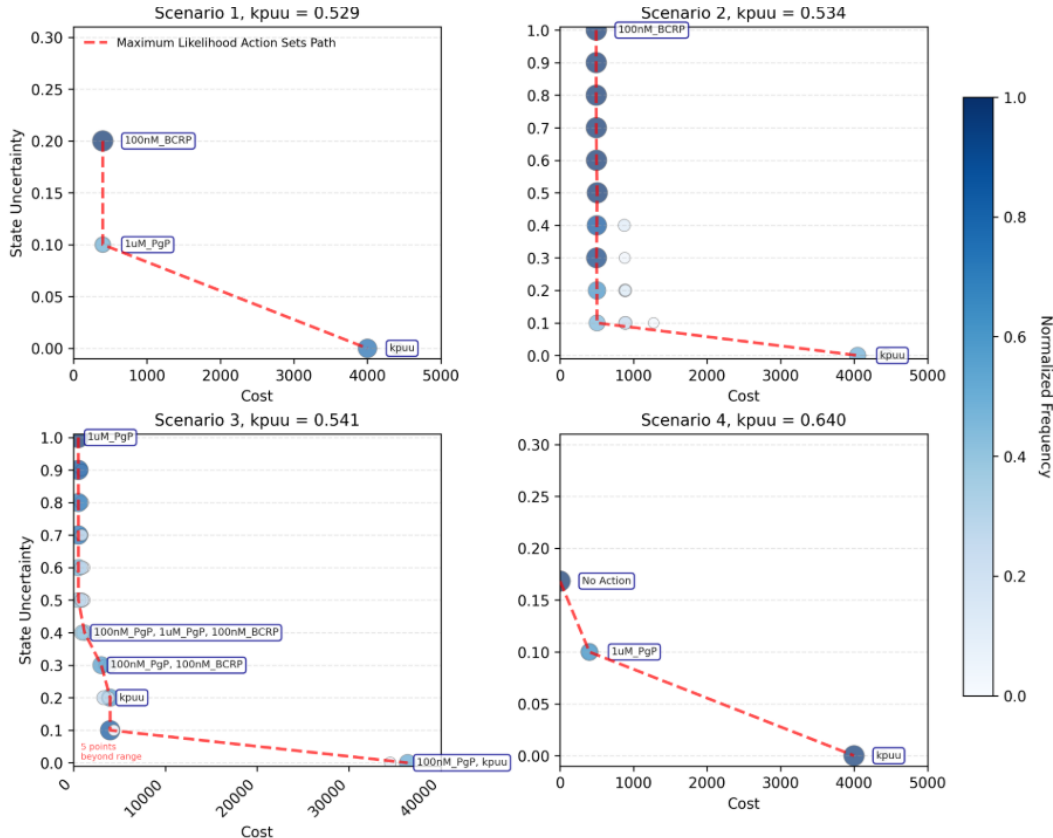 Scenario 1, kpuu = 0.529
0.30
0.25
0.20
0.15
0.10
0.05
0.00
State Uncertainty
Maximum Likelihood Action Sets Path
100nM_BCRP
1uM_PgP
kpuu
0
1000
2000
3000
4000
5000
Cost
Scenario 2, kpuu = 0.534
1.0
0.9
0.8
0.7
0.6
0.5
0.4
0.3
0.2
0.1
0.0
100nM_BCRP
kpuu
0
1000
2000
3000
4000
5000
Cost
Scenario 3, kpuu = 0.541
1.0
0.9
0.8
0.7
0.6
0.5
0.4
0.3
0.2
0.1
0.0
State Uncertainty
1uM_PgP
100nM_PgP, 1uM_PgP, 100nM_BCRP
100nM_PgP, 100nM_BCRP
kpuu
5 points
beyond range
100nM_PgP, kpuu
0
10000
20000
30000
40000
Cost
Scenario 4, kpuu = 0.640
0.30
0.25
0.20
0.15
0.10
0.05
0.00
No Action
1uM_PgP
kpuu
0
1000
2000
3000
4000
5000
Cost
1.0
0.8
0.6
0.4
0.2
0.0
Normalized Frequency